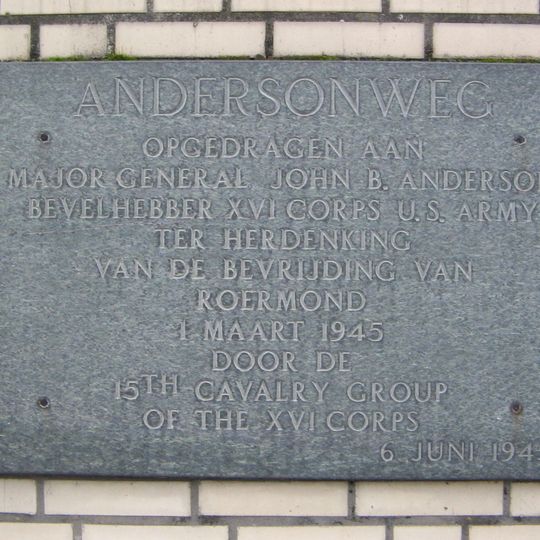 ANDERSONWEG
OPGEDRAGEN AAN
MAJOR GENERAL JOHN B. ANDERSO
BEVELHEBBER XVI CORPS U.S. ARMY
TER HERDENKING
VAN DE BEVRIJDING VAN
ROERMOND
1 MAART 1945
DOOR DE
15TH CAVALRY GROUP
OF THE XVI CORPS
6 JUNI 194